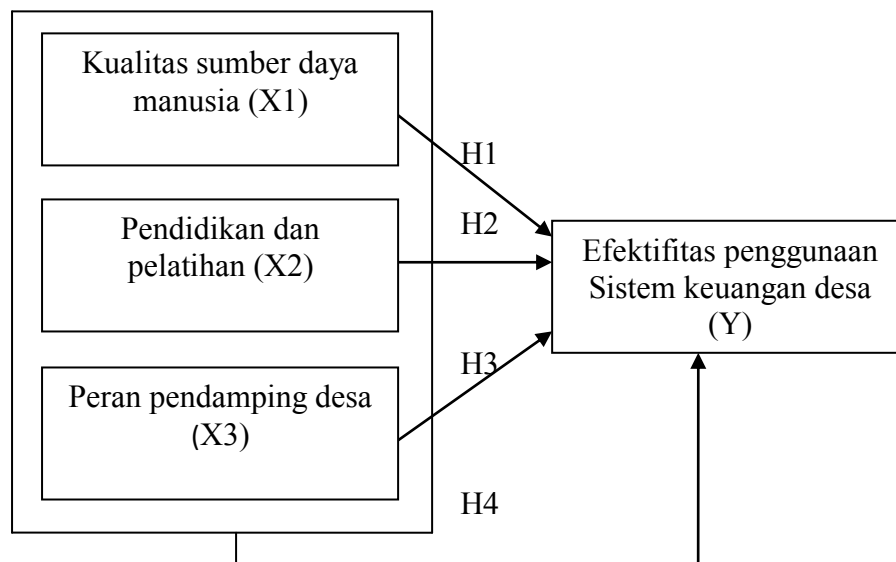 Kualitas sumber daya
manusia (X1)
H1
Pendidikan dan
pelatihan (X2)
H2
Efektifitas penggunaan
Sistem keuangan desa
(Y)
Peran pendamping desa
(X3)
H3
H4